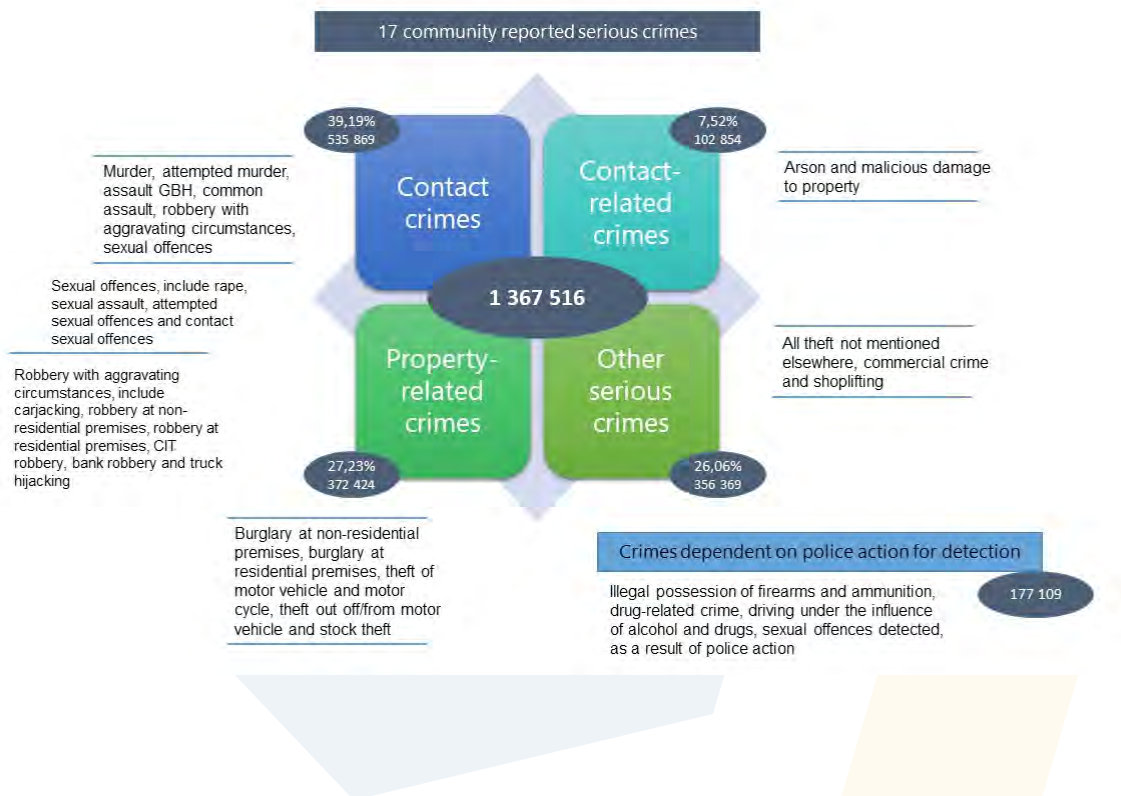 17 community reported serious crimes
39,19%
535 869
7,52%
102 854
Contact
crimes
Contact-
related
crimes
Murder, attempted murder,
assault GBH, common
assault, robbery with
aggravating circumstances,
sexual offences
Arson and malicious damage
to property
Sexual offences, include rape,
sexual assault, attempted
sexual offences and contact
sexual offences
1 367 516
Robbery with aggravating
circumstances, include
carjacking, robbery at non-
residential premises, robbery at
residential premises, CIT
robbery, bank robbery and truck
hijacking
Property-
related
crimes
Other
serious
crimes
All theft not mentioned
elsewhere, commercial crime
and shoplifting
27,23%
372 424
26,06%
356 369
Burglary at non-residential
premises, burglary at
residential premises, theft of
motor vehicle and motor
cycle, theft out off/from motor
vehicle and stock theft
Crimes dependent on police action for detection
177 109
Illegal possession of firearms and ammunition,
drug-related crime, driving under the influence
of alcohol and drugs, sexual offences detected,
as a result of police action